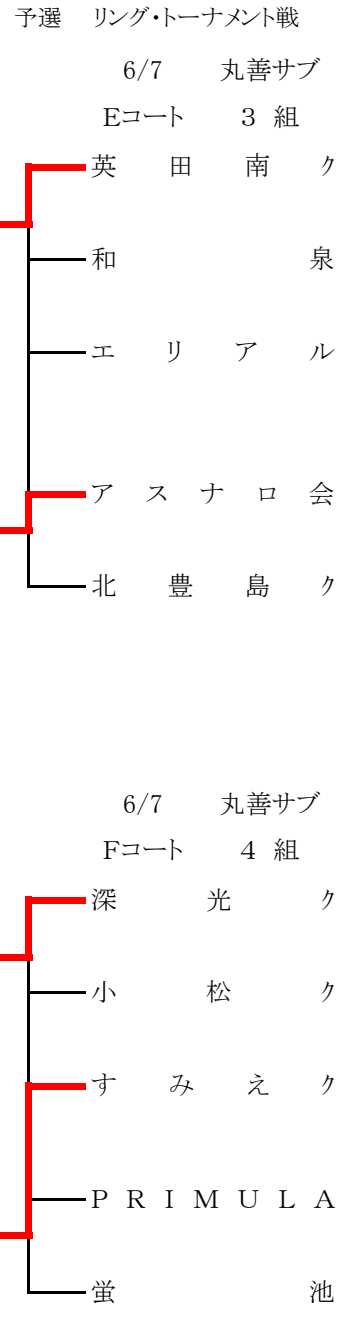 予選 リング・トーナメント戦
6/7 丸善サブ
Eコート 3 組
英田南ク
和泉
エリアル
アスナロ会
北豊島ク
6/7 丸善サブ
Fコート 4 組
深光ク
小松ク
すみえク
PRIMULA
蛍池